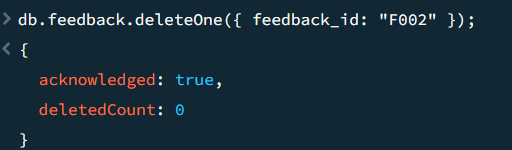 > db.feedback.deleteOne({ feedback_id: "F002" });
< {
acknowledged: true,
deletedCount: 0
}